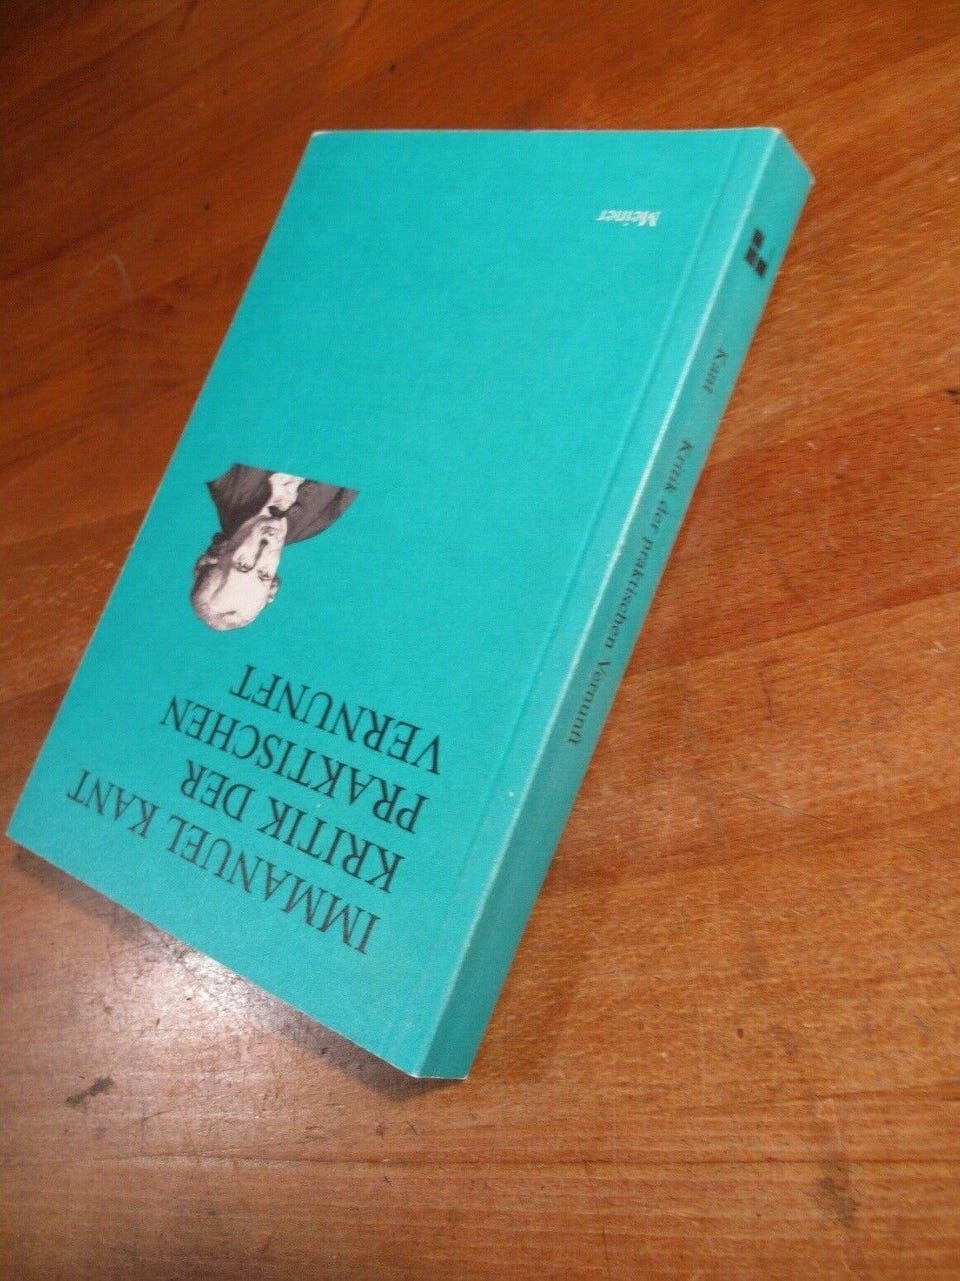 IMMANUEL KANT
KRITIK DER
PRAKTISCHEN
VERNUNFT
Meiner
Kant Kritik der praktischen Vernunft